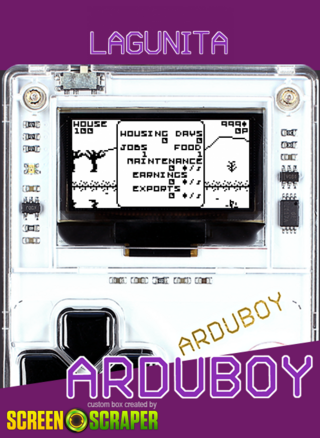 LAGUNITA
HOUSE 999♦
100 0P
HOUSING DAYS
0 0
JOBS FOOD
1
MAINTENANCE
0 ♦/s
EARNINGS
0 ♦/s
EXPORTS
0 ♦/s
ARDUBOY
ARDUBOY
custom box created by
SCREEN SCRAPER